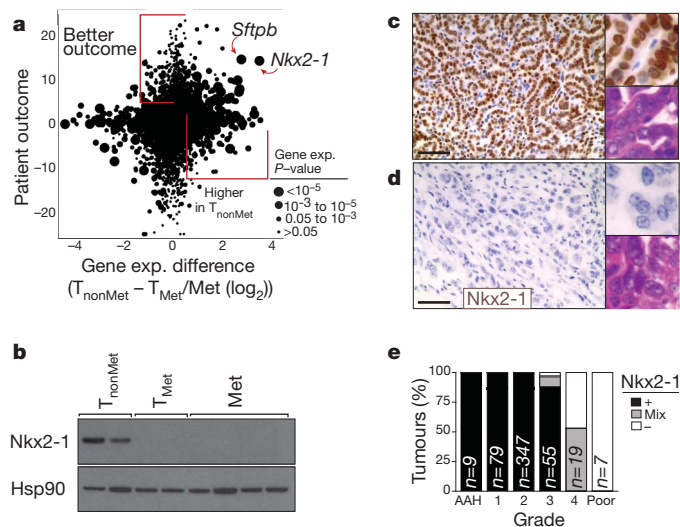 a
Better
outcome
Sftpb
Nkx2-1
20
10
0
−10
−20
Patient outcome
Gene exp.
P-value
<10⁻⁵
10⁻³ to 10⁻⁵
0.05 to 10⁻³
>0.05
Higher
in TnonMet
−4
−2
0
2
4
Gene exp. difference
(TnonMet – TMet/Met (log2))
b
TnonMet
TMet
Met
Nkx2-1
Hsp90
c
d
Nkx2-1
e
100
75
50
25
0
Tumours (%)
n=9
n=79
n=347
n=55
n=19
n=7
AAH
1
2
3
4
Poor
Grade
Nkx2-1
+
Mix
–